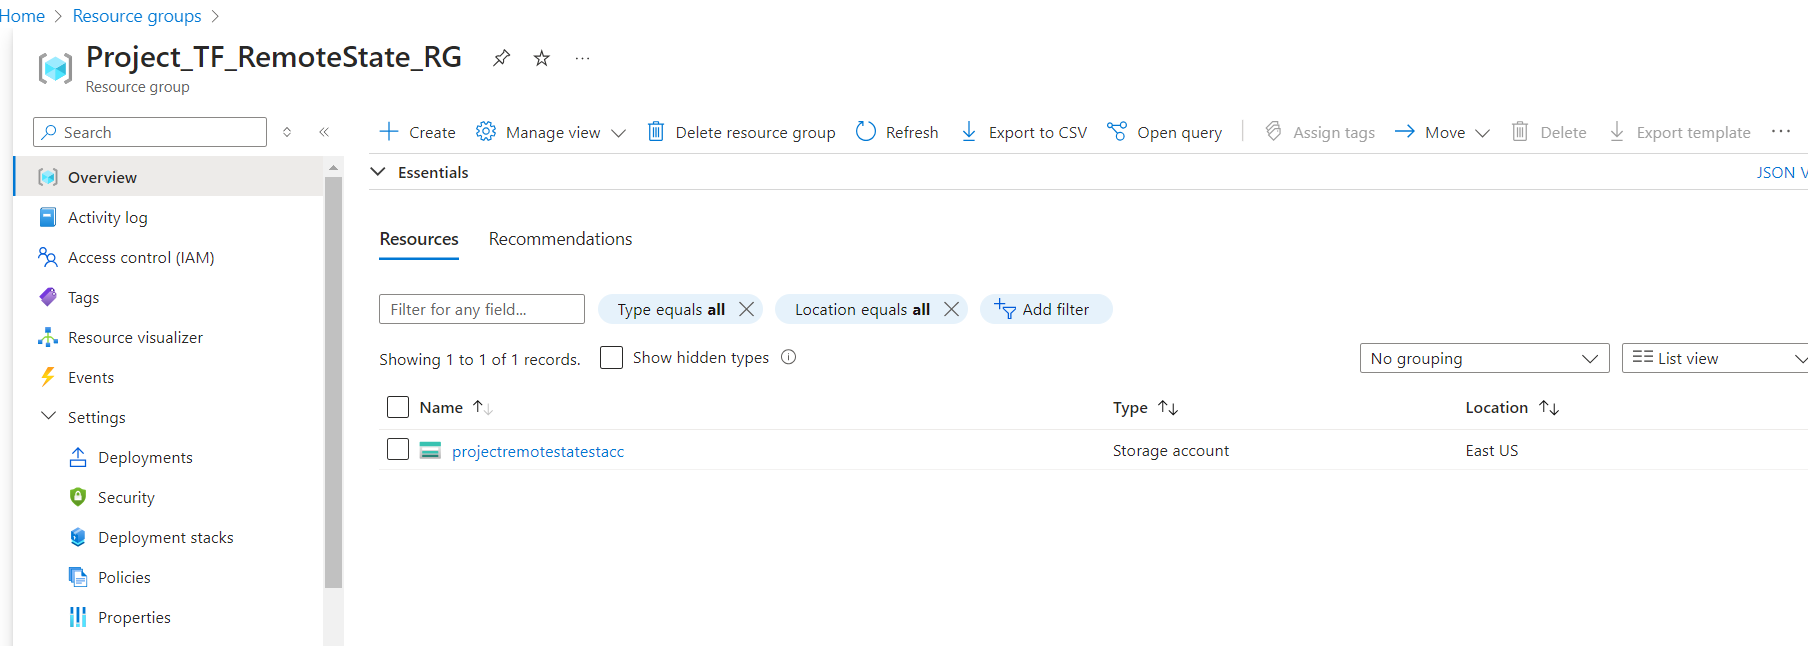 Home > Resource groups >
Project_TF_RemoteState_RG
Resource group
Search
Create Manage view Delete resource group Refresh Export to CSV Open query Assign tags Move Delete Export template ...
Essentials
JSON V
Overview
Activity log
Access control (IAM)
Tags
Resource visualizer
Events
Settings
Deployments
Security
Deployment stacks
Policies
Properties
Resources Recommendations
Filter for any field... Type equals all Location equals all Add filter
Showing 1 to 1 of 1 records. Show hidden types
No grouping List view
Name Type Location
projectremotestatestacc Storage account East US